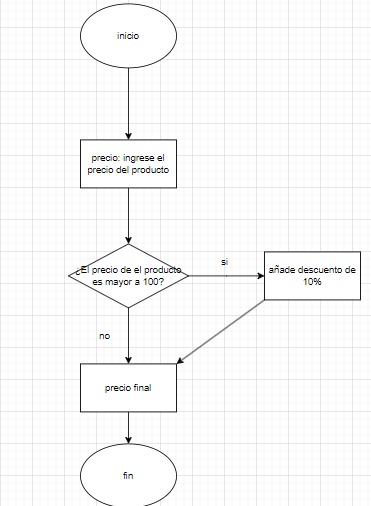 inicio
precio: ingrese el
precio del producto
¿El precio de el producto
es mayor a 100?
si
añade descuento de
10%
no
precio final
fin